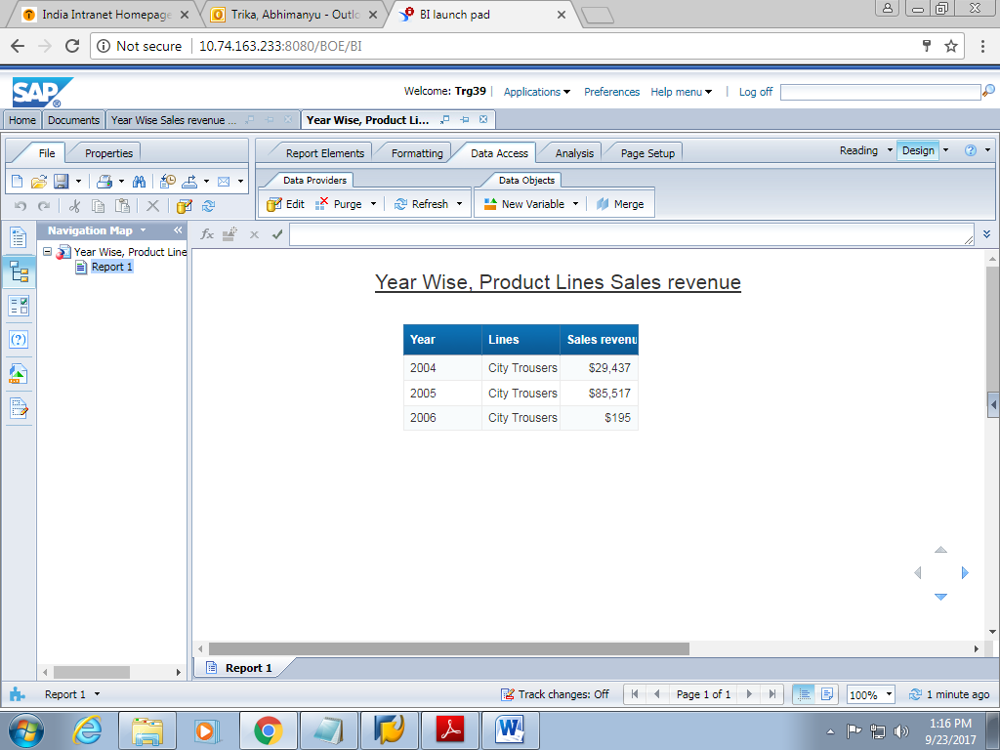 India Intranet Homepage
Trika, Abhimanyu - Outlo
BI launch pad
Not secure | 10.74.163.233:8080/BOE/BI
SAP
Welcome: Trg39 | Applications Preferences Help menu | Log off
Home Documents Year Wise Sales revenue ... Year Wise, Product Li...
File Properties
Report Elements Formatting Data Access Analysis Page Setup
Reading Design
Data Providers Data Objects
Edit Purge Refresh New Variable Merge
Navigation Map
Year Wise, Product Line
Report 1
Year Wise, Product Lines Sales revenue
Year Lines Sales revenu
2004 City Trousers $29,437
2005 City Trousers $85,517
2006 City Trousers $195
Report 1
Report 1 Track changes: Off Page 1 of 1 100% 1 minute ago
1:16 PM
9/23/2017